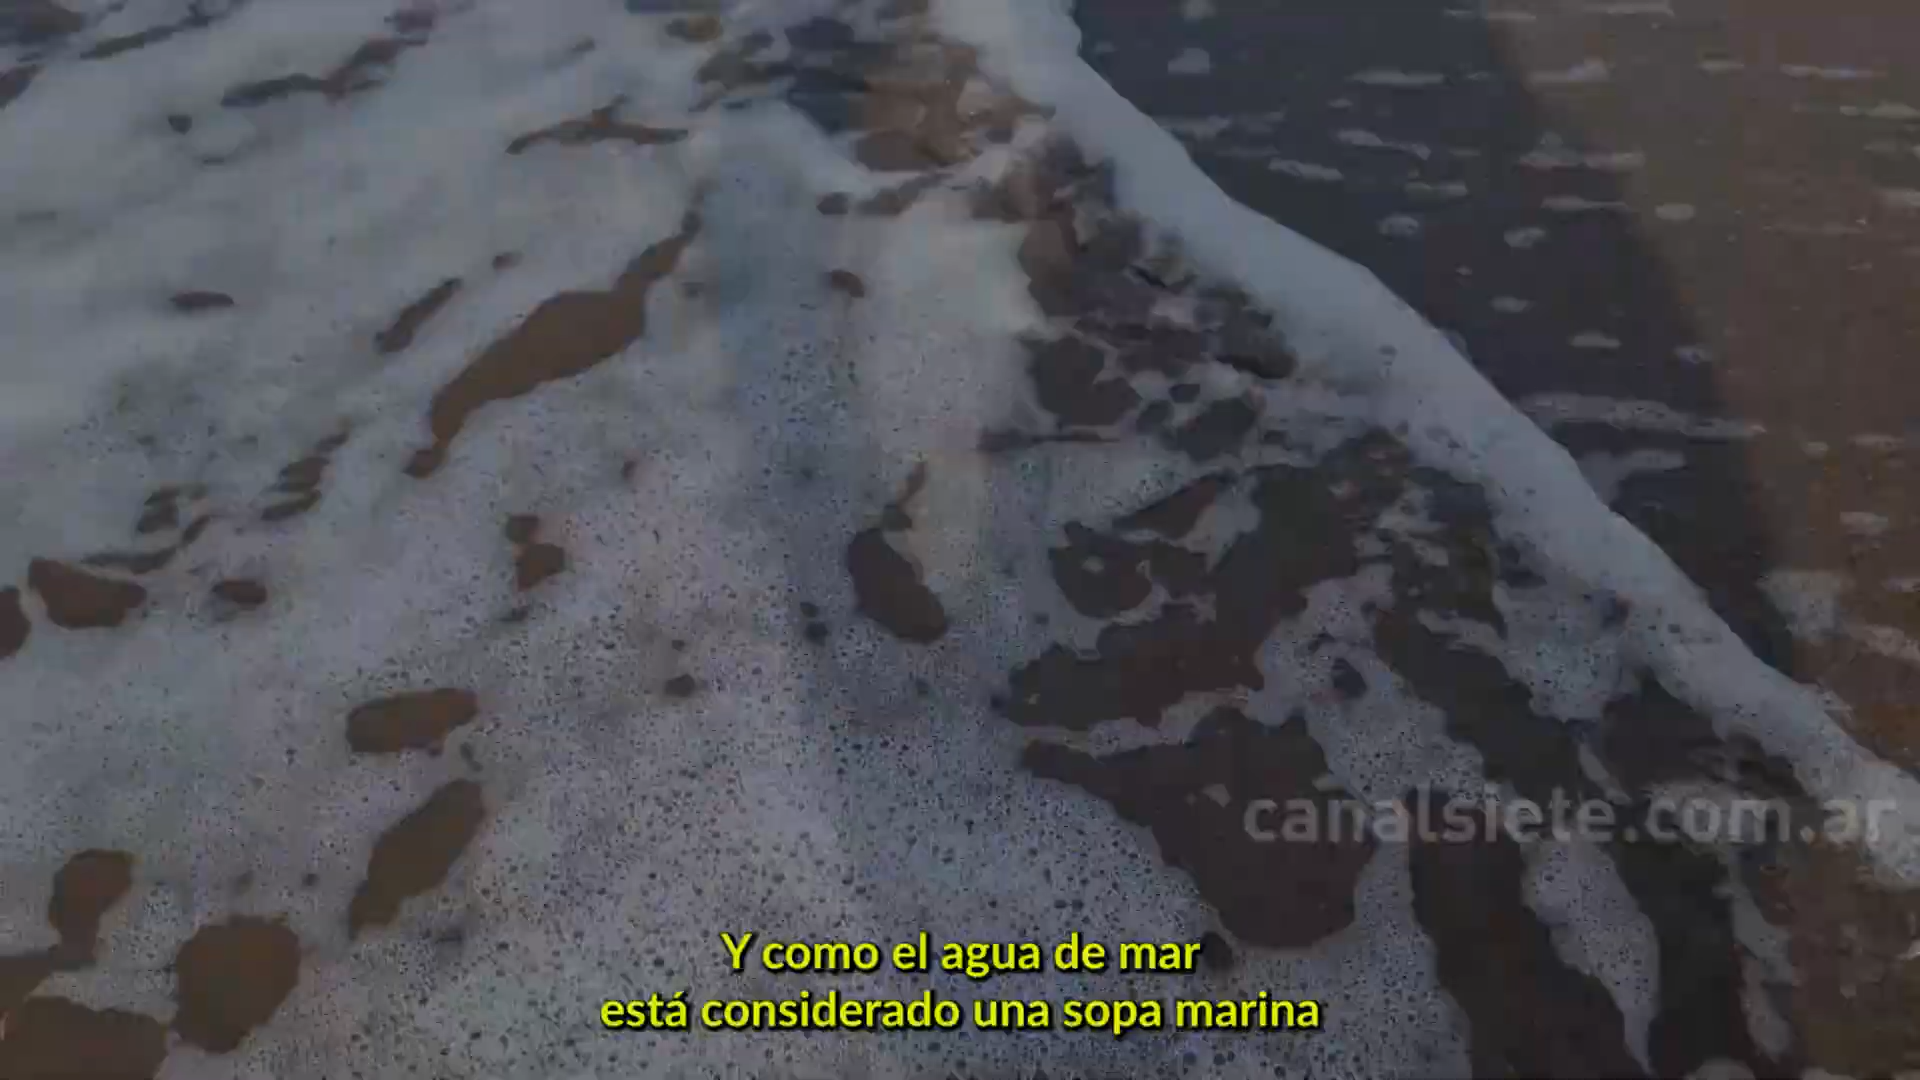 canalsiete.com.ar
Y como el agua de mar
está considerado una sopa marina